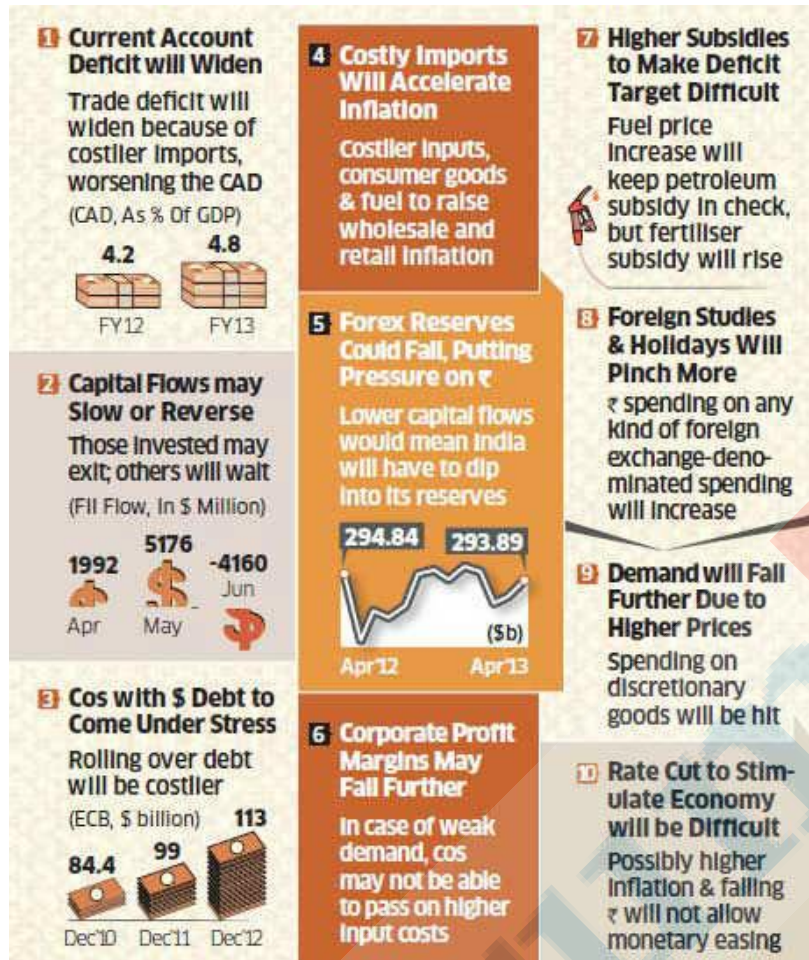 1 Current Account
Deficit will Widen
Trade deficit will
widen because of
costlier imports,
worsening the CAD
(CAD, As % Of GDP)
4.2 4.8
FY12 FY13
2 Capital Flows may
Slow or Reverse
Those invested may
exit; others will wait
(FII Flow, In $ Million)
1992 5176 -4160
Apr May Jun
3 Cos with $ Debt to
Come Under Stress
Rolling over debt
will be costlier
(ECB, $ billion)
84.4 99 113
Dec'10 Dec'11 Dec'12
4 Costly Imports
Will Accelerate
Inflation
Costlier inputs,
consumer goods
& fuel to raise
wholesale and
retail inflation
5 Forex Reserves
Could Fall, Putting
Pressure on ₹
Lower capital flows
would mean India
will have to dip
into its reserves
294.84 293.89
($b)
Apr'12 Apr'13
6 Corporate Profit
Margins May
Fall Further
In case of weak
demand, cos
may not be able
to pass on higher
input costs
7 Higher Subsidies
to Make Deficit
Target Difficult
Fuel price
increase will
keep petroleum
subsidy in check,
but fertiliser
subsidy will rise
8 Foreign Studies
& Holidays Will
Pinch More
₹ spending on any
kind of foreign
exchange-deno-
minated spending
will increase
9 Demand will Fall
Further Due to
Higher Prices
Spending on
discretionary
goods will be hit
10 Rate Cut to Stim-
ulate Economy
will be Difficult
Possibly higher
inflation & falling
₹ will not allow
monetary easing